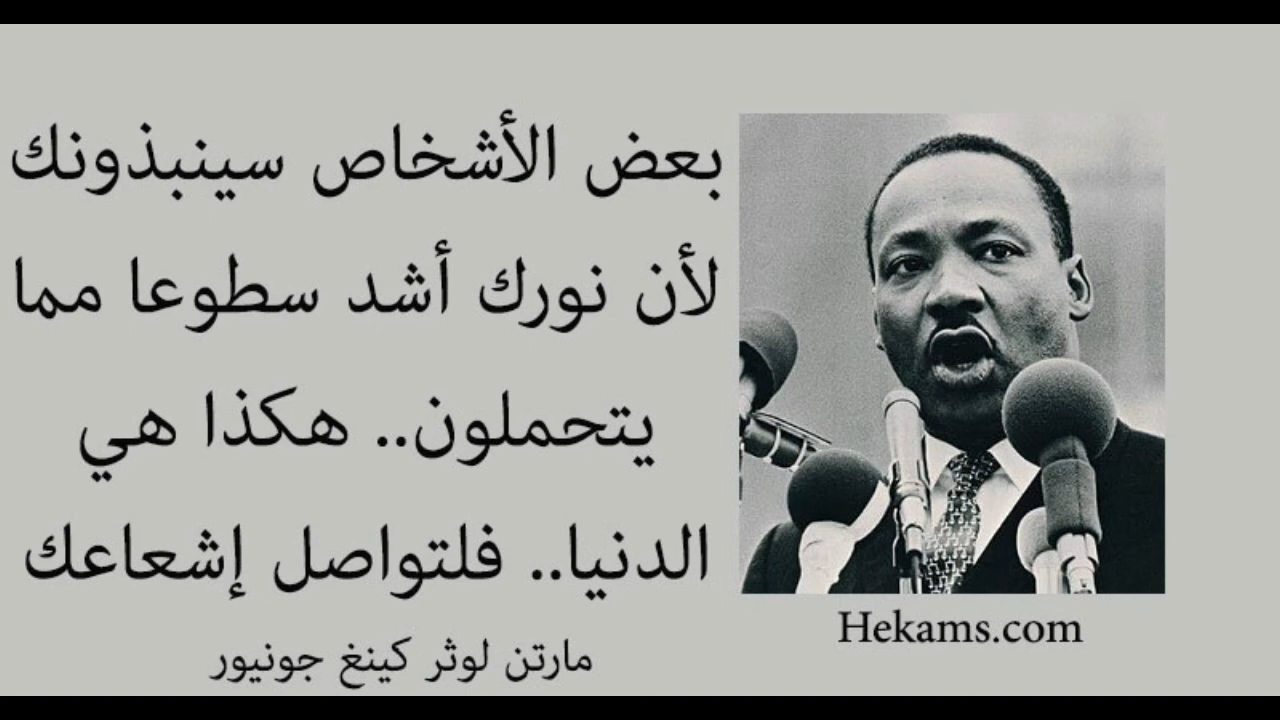 بعض الأشخاص سينبذونك
لأن نورك أشد سطوعا مما
يتحملون.. هكذا هي
الدنيا.. فلتواصل إشعاعك
مارتن لوثر كينغ جونيور
Hekams.com